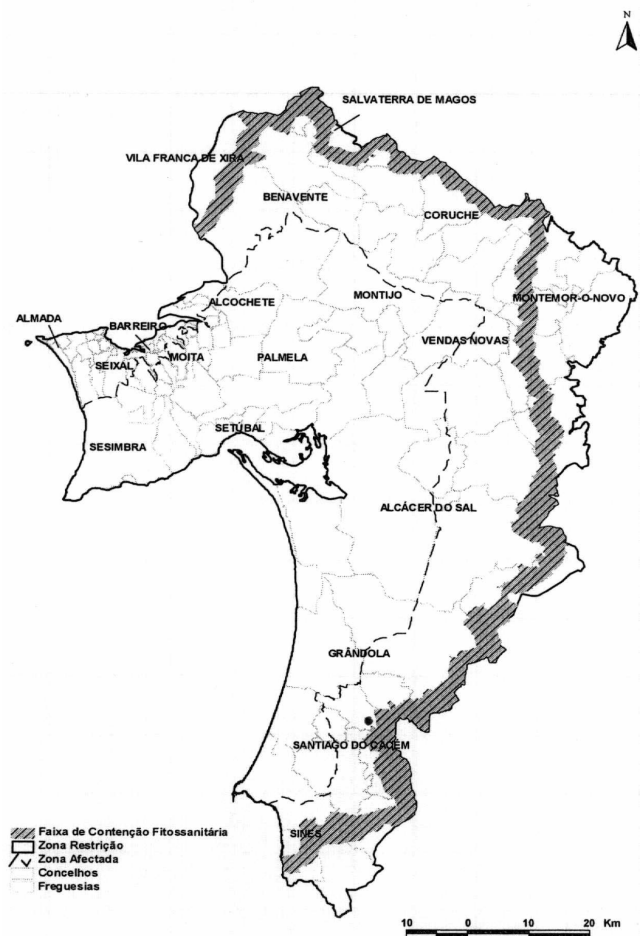 N
SALVATERRA DE MAGOS
VILA FRANCA DE XIRA
BENAVENTE
CORUCHE
ALCOCHETE
MONTIJO
MONTEMOR-O-NOVO
ALMADA
BARREIRO
SEIXAL
MOITA
PALMELA
VENDAS NOVAS
SESIMBRA
SETÚBAL
ALCÁCER DO SAL
GRÂNDOLA
SANTIAGO DO CACÉM
SINES
Faixa de Contenção Fitossanitária
Zona Restrição
Zona Afectada
Concelhos
Freguesias
10 0 10 20 Km